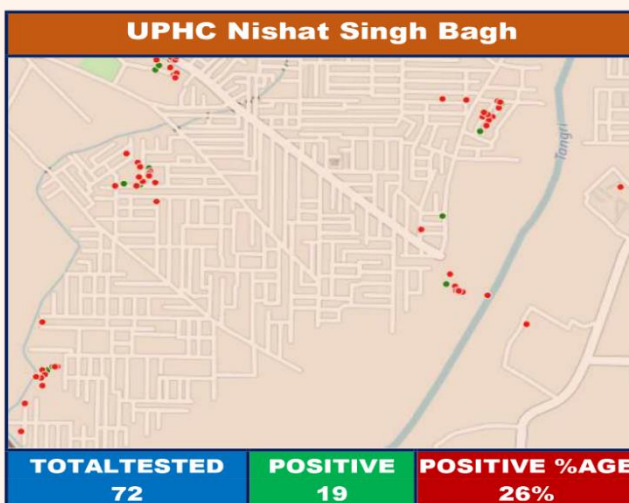 UPHC Nishat Singh Bagh
Tangri
TOTALTESTED
72
POSITIVE
19
POSITIVE %AGE
26%